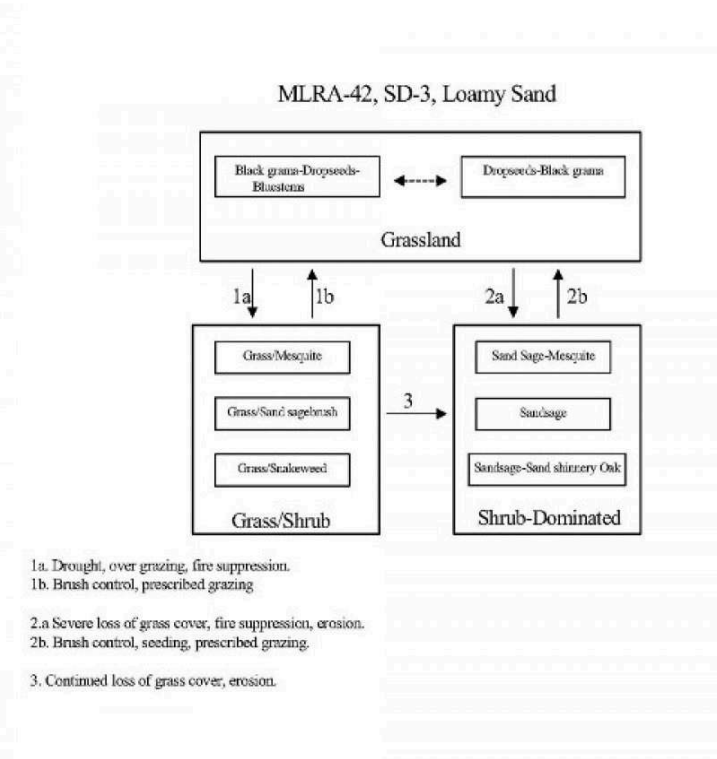 MLRA-42, SD-3, Loamy Sand
Black grama-Dropseeds-
Bluestems
Dropseeds-Black grama
Grassland
1a
1b
2a
2b
Grass/Mesquite
Grass/Sand sagebrush
Grass/Snakeweed
Grass/Shrub
3
Sand Sage-Mesquite
Sandsage
Sandsage-Sand shinnery Oak
Shrub-Dominated
1a. Drought, over grazing, fire suppression.
1b. Brush control, prescribed grazing
2.a Severe loss of grass cover, fire suppression, erosion.
2b. Brush control, seeding, prescribed grazing.
3. Continued loss of grass cover, erosion.